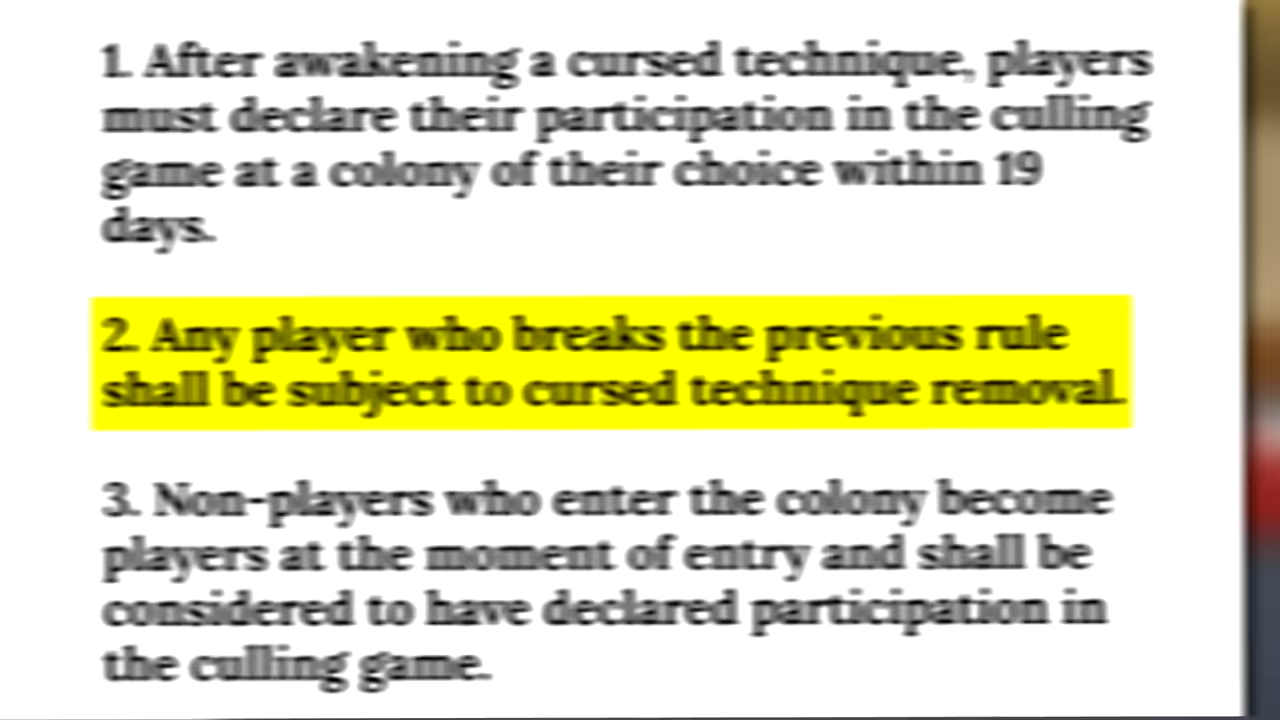 1. After awakening a cursed technique, players
must declare their participation in the culling
game at a colony of their choice within 19
days.
2. Any player who breaks the previous rule
shall be subject to cursed technique removal.
3. Non-players who enter the colony become
players at the moment of entry and shall be
considered to have declared participation in
the culling game.